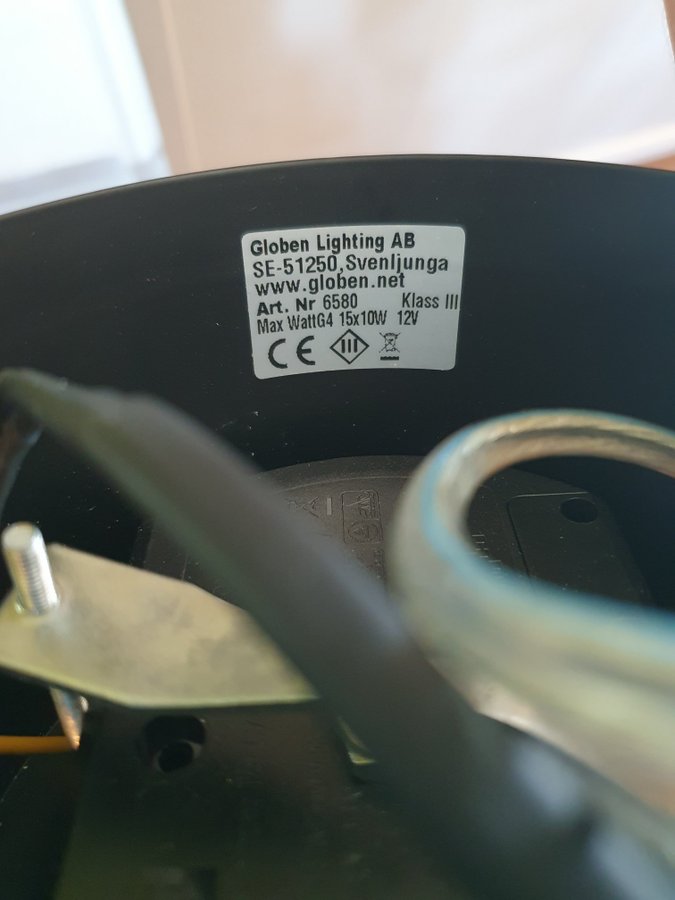 Globen Lighting AB
SE-51250,Svenljunga
www.globen.net
Art. Nr 6580 Klass III
Max WattG4 15x10W 12V
CE III